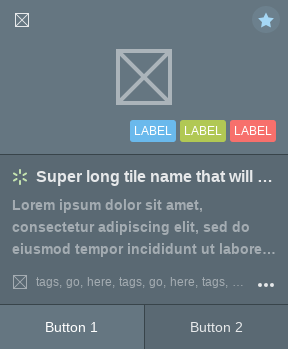 LABEL LABEL LABEL
Super long tile name that will ...
Lorem ipsum dolor sit amet,
consectetur adipiscing elit, sed do
eiusmod tempor incididunt ut labore...
tags, go, here, tags, go, here, tags, ...
Button 1 Button 2